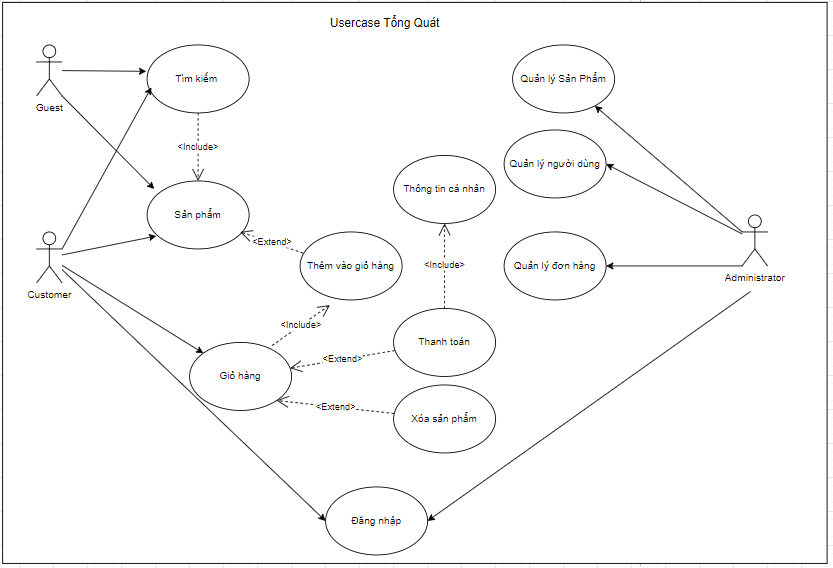 Usercase Tổng Quát
Tìm kiếm
Quản lý Sản Phẩm
Guest
<Include>
Quản lý người dùng
Thông tin cá nhân
Sản phẩm
<Extend>
Thêm vào giỏ hàng
<Include>
Quản lý đơn hàng
Administrator
Customer
<Include>
Thanh toán
<Extend>
Giỏ hàng
<Extend>
Xóa sản phẩm
Đăng nhập